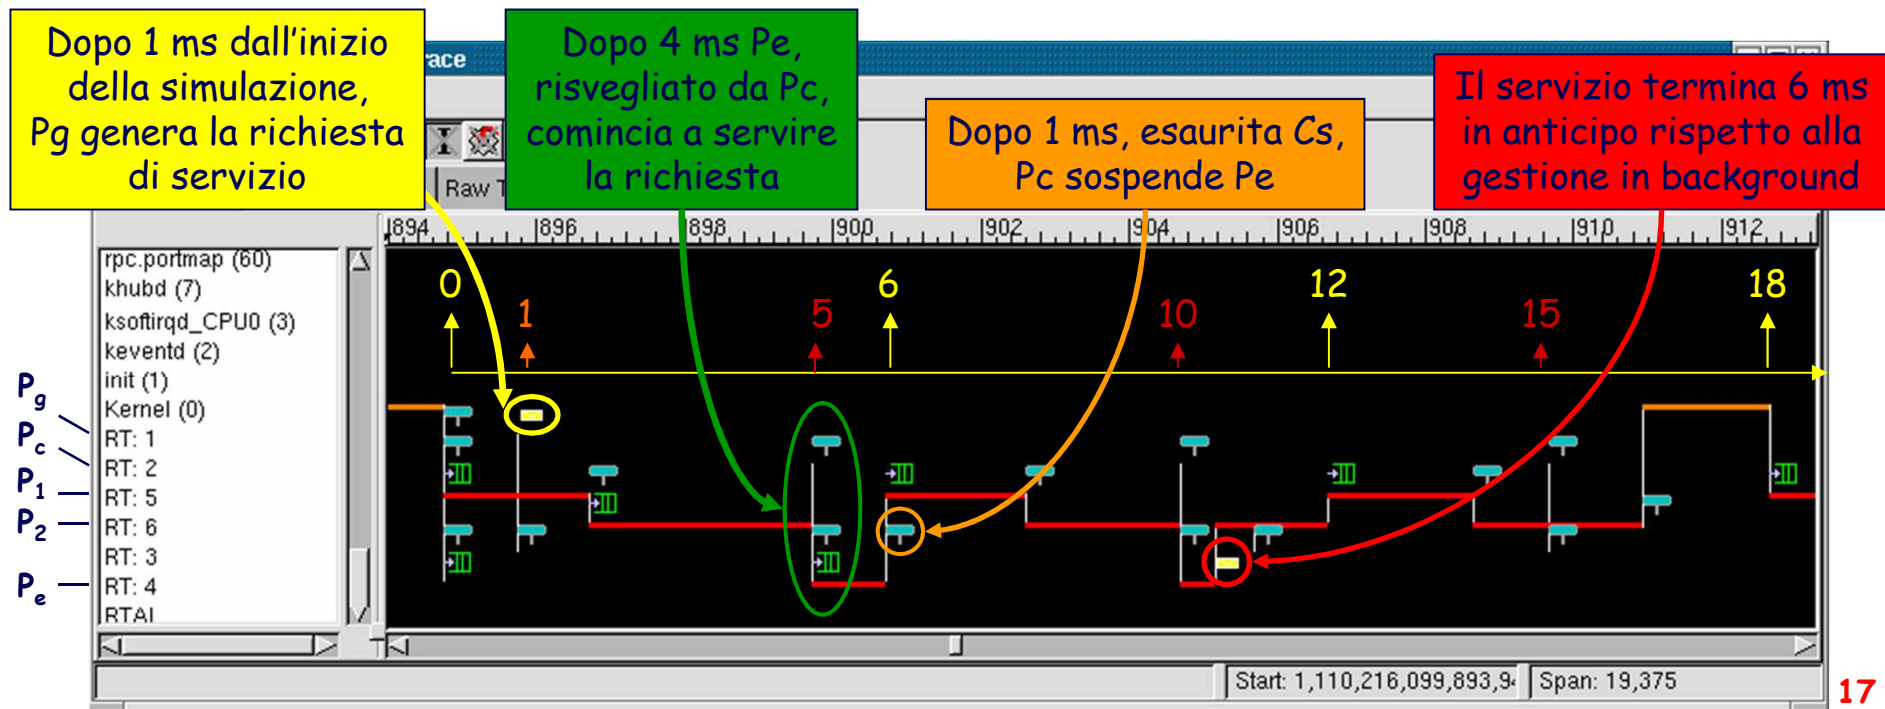 Dopo 1 ms dall'inizio
della simulazione,
Pg genera la richiesta
di servizio
Dopo 4 ms Pe,
risvegliato da Pc,
comincia a servire
la richiesta
Dopo 1 ms, esaurita Cs,
Pc sospende Pe
Il servizio termina 6 ms
in anticipo rispetto alla
gestione in background
race
Raw T
894 896 898 900 902 904 906 908 910 912
0 6 12 18
1 5 10 15
rpc.portmap (60)
khubd (7)
ksoftirqd_CPU0 (3)
keventd (2)
init (1)
Kernel (0)
RT: 1
RT: 2
RT: 5
RT: 6
RT: 3
RT: 4
RTAI
Pg
Pc
P1
P2
Pe
Start: 1,110,216,099,893,9
Span: 19,375
17